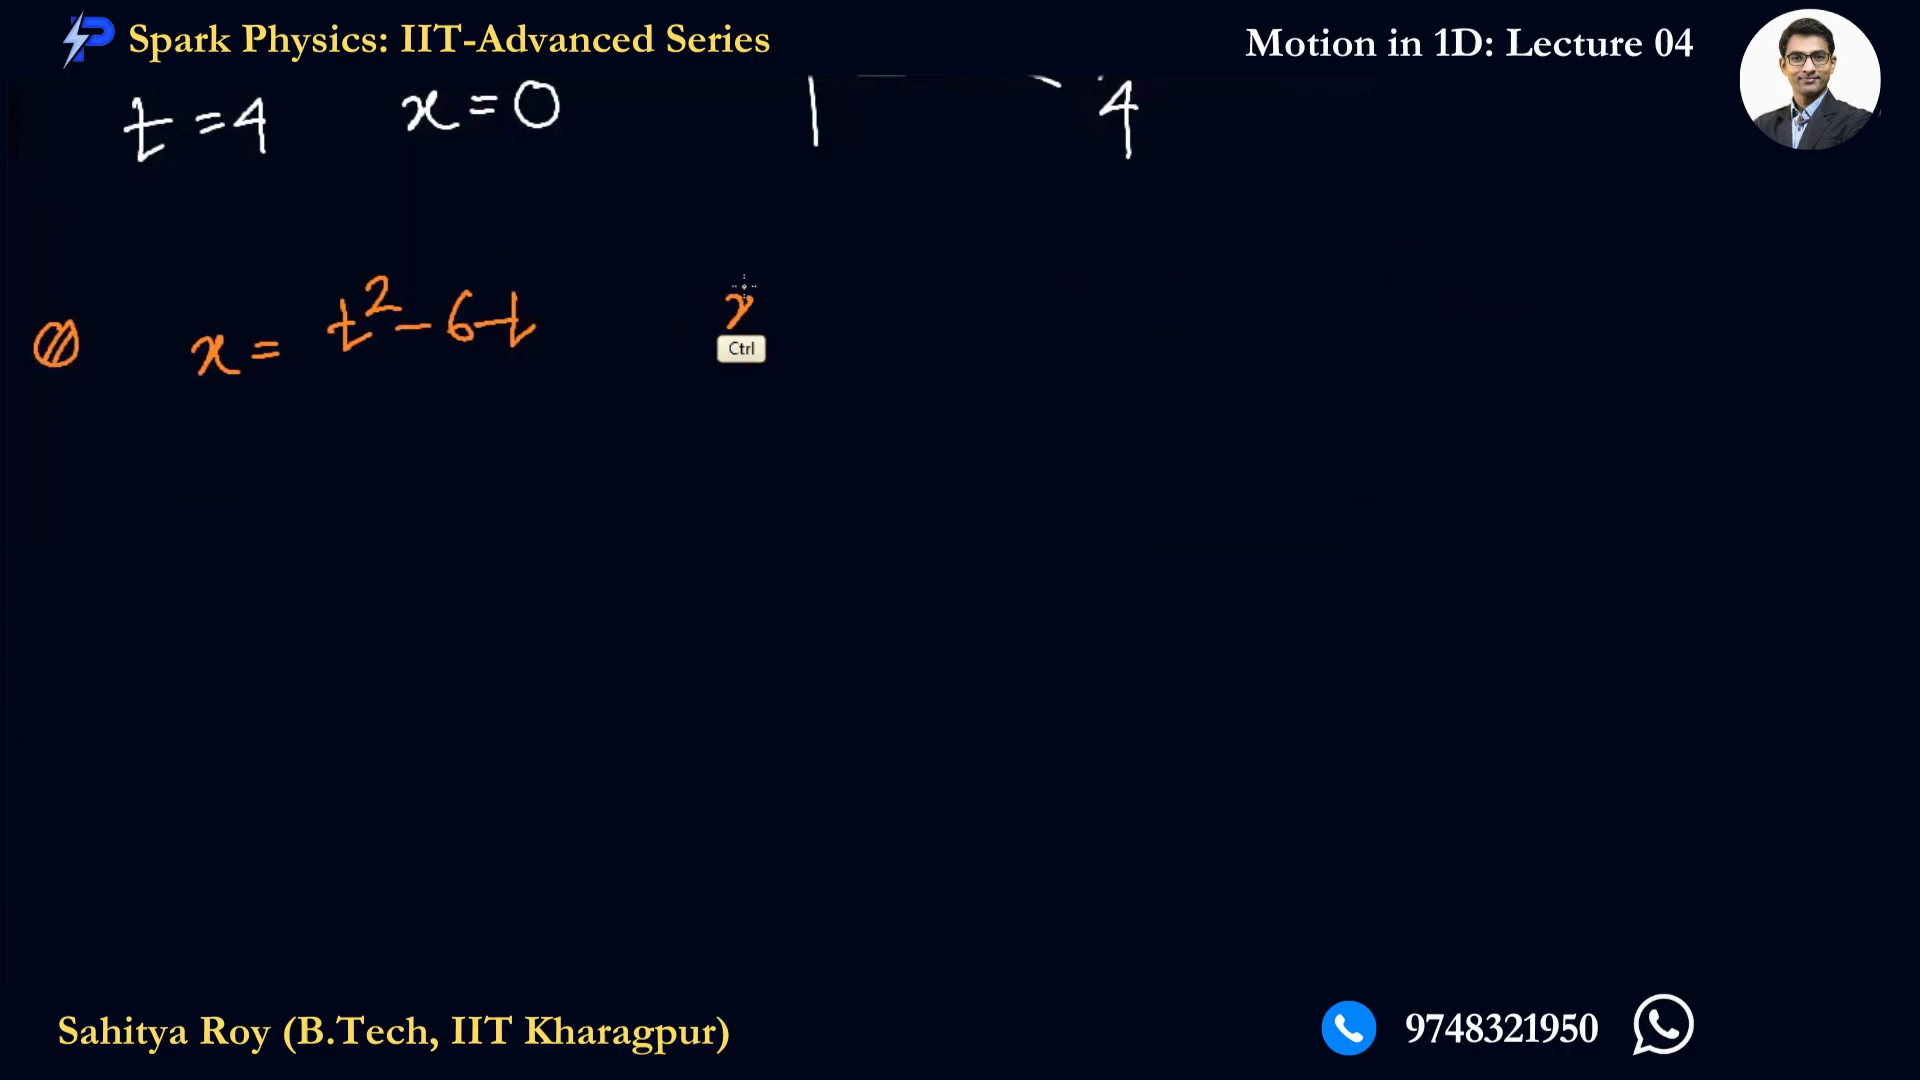 Spark Physics: IIT-Advanced Series
Motion in 1D: Lecture 04
t = 4 x = 0 4
x = t² - 6t
Ctrl
Sahitya Roy (B.Tech, IIT Kharagpur)
9748321950